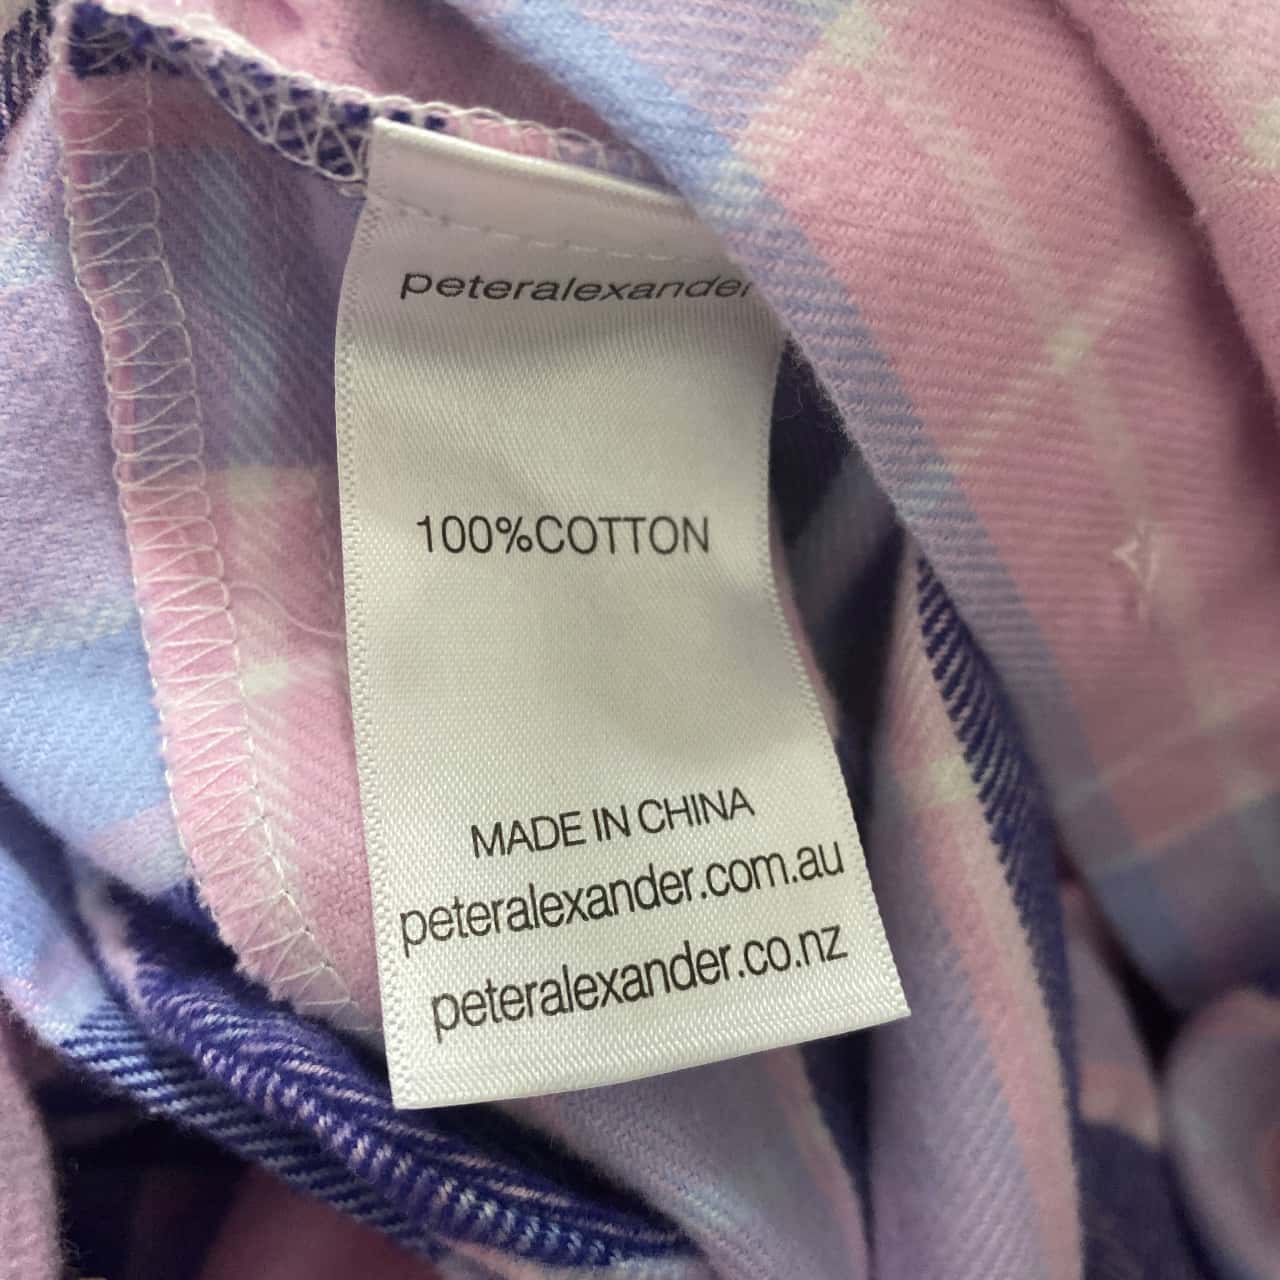 peteralexander
100%COTTON
MADE IN CHINA
peteralexander.com.au
peteralexander.co.nz